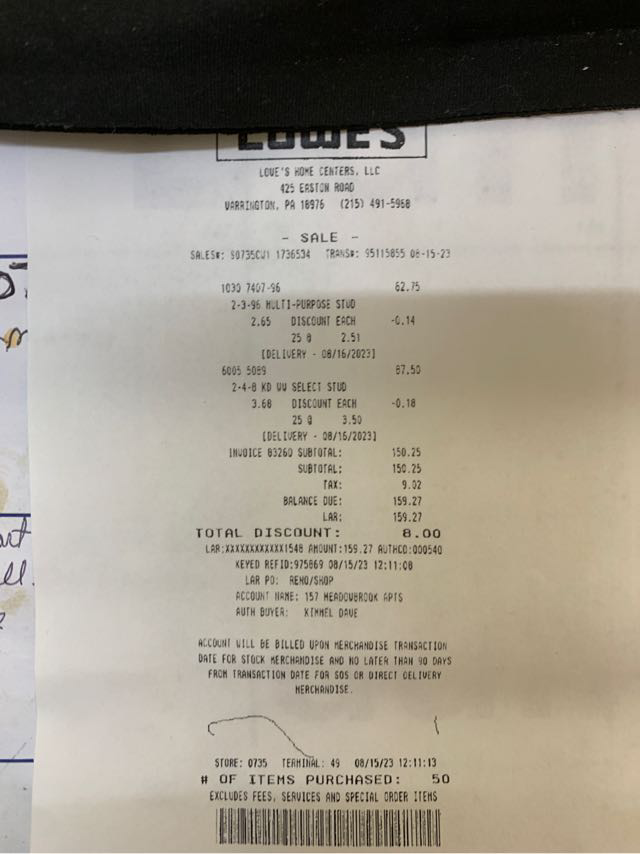 LOWE'S
LOWE'S HOME CENTERS, LLC
425 EASTON ROAD
WARRINGTON, PA 18976 (215) 491-5968
- SALE -
SALES#: S0735CW1 1736534 TRANS#: 95115855 08-15-23
1030 7407-96 62.75
2-3-96 MULTI-PURPOSE STUD
2.65 DISCOUNT EACH -0.14
25 @ 2.51
[DELIVERY - 08/16/2023]
6005 5089 87.50
2-4-8 KD WW SELECT STUD
3.68 DISCOUNT EACH -0.18
25 @ 3.50
[DELIVERY - 08/16/2023]
INVOICE 83260 SUBTOTAL: 150.25
SUBTOTAL: 150.25
TAX: 9.02
BALANCE DUE: 159.27
LAR: 159.27
TOTAL DISCOUNT: 8.00
LAR:XXXXXXXXXXXX1548 AMOUNT:159.27 AUTHCD:000540
KEYED REFID:975869 08/15/23 12:11:08
LAR PO: RENO/SHOP
ACCOUNT NAME: 157 MEADOWBROOK APTS
AUTH BUYER: KIMMEL DAVE
ACCOUNT WILL BE BILLED UPON MERCHANDISE TRANSACTION
DATE FOR STOCK MERCHANDISE AND NO LATER THAN 90 DAYS
FROM TRANSACTION DATE FOR SOS OR DIRECT DELIVERY
MERCHANDISE.
STORE: 0735 TERMINAL: 49 08/15/23 12:11:13
# OF ITEMS PURCHASED: 50
EXCLUDES FEES, SERVICES AND SPECIAL ORDER ITEMS